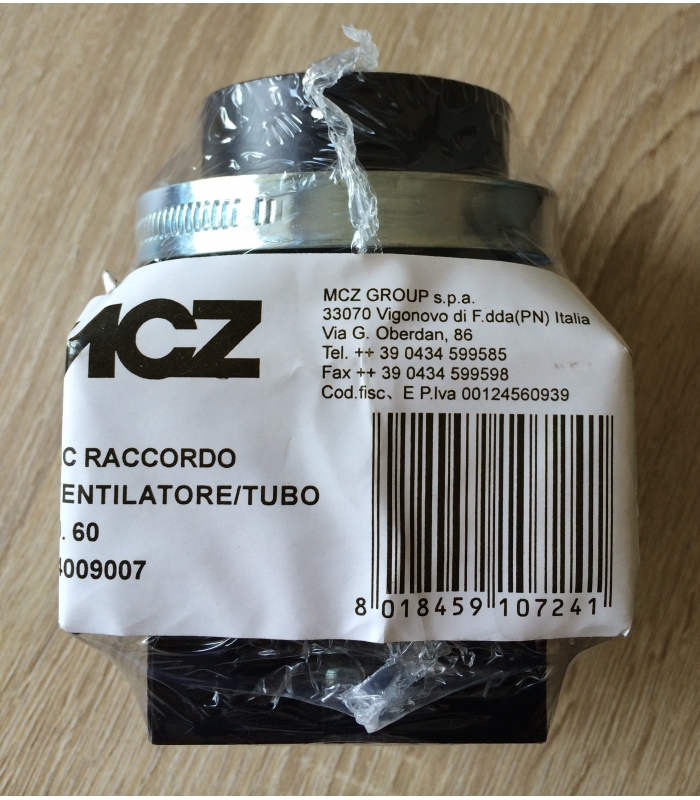 MCZ
MCZ GROUP s.p.a.
33070 Vigonovo di F.dda(PN) Italia
Via G. Oberdan, 86
Tel. ++ 39 0434 599585
Fax ++ 39 0434 599598
Cod.fisc、E P.Iva 00124560939
C RACCORDO
ENTILATORE/TUBO
. 60
4009007
8 018459 107241